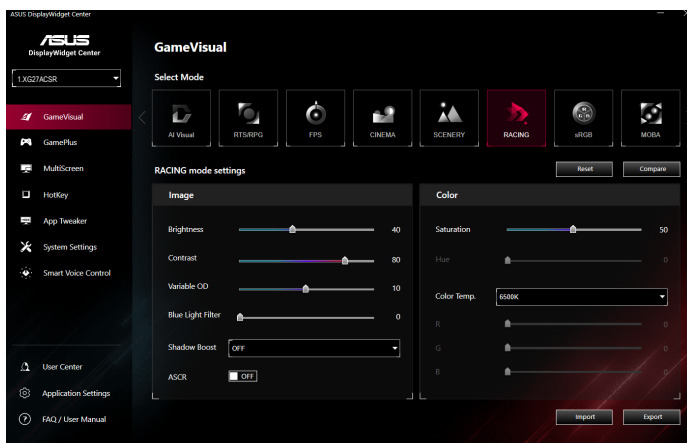 ASUS DisplayWidget Center
ASUS
DisplayWidget Center
1.XG27ACSR
GameVisual
GamePlus
MultiScreen
HotKey
App Tweaker
System Settings
Smart Voice Control
User Center
Application Settings
FAQ / User Manual
GameVisual
Select Mode
AI Visual
RTS/RPG
FPS
CINEMA
SCENERY
RACING
R
G B
sRGB
MOBA
RACING mode settings
Reset
Compare
Image
Brightness 40
Contrast 80
Variable OD 10
Blue Light Filter 0
Shadow Boost OFF
ASCR OFF
Color
Saturation 50
Hue 0
Color Temp. 6500K
R 0
G 0
B 0
Import
Export